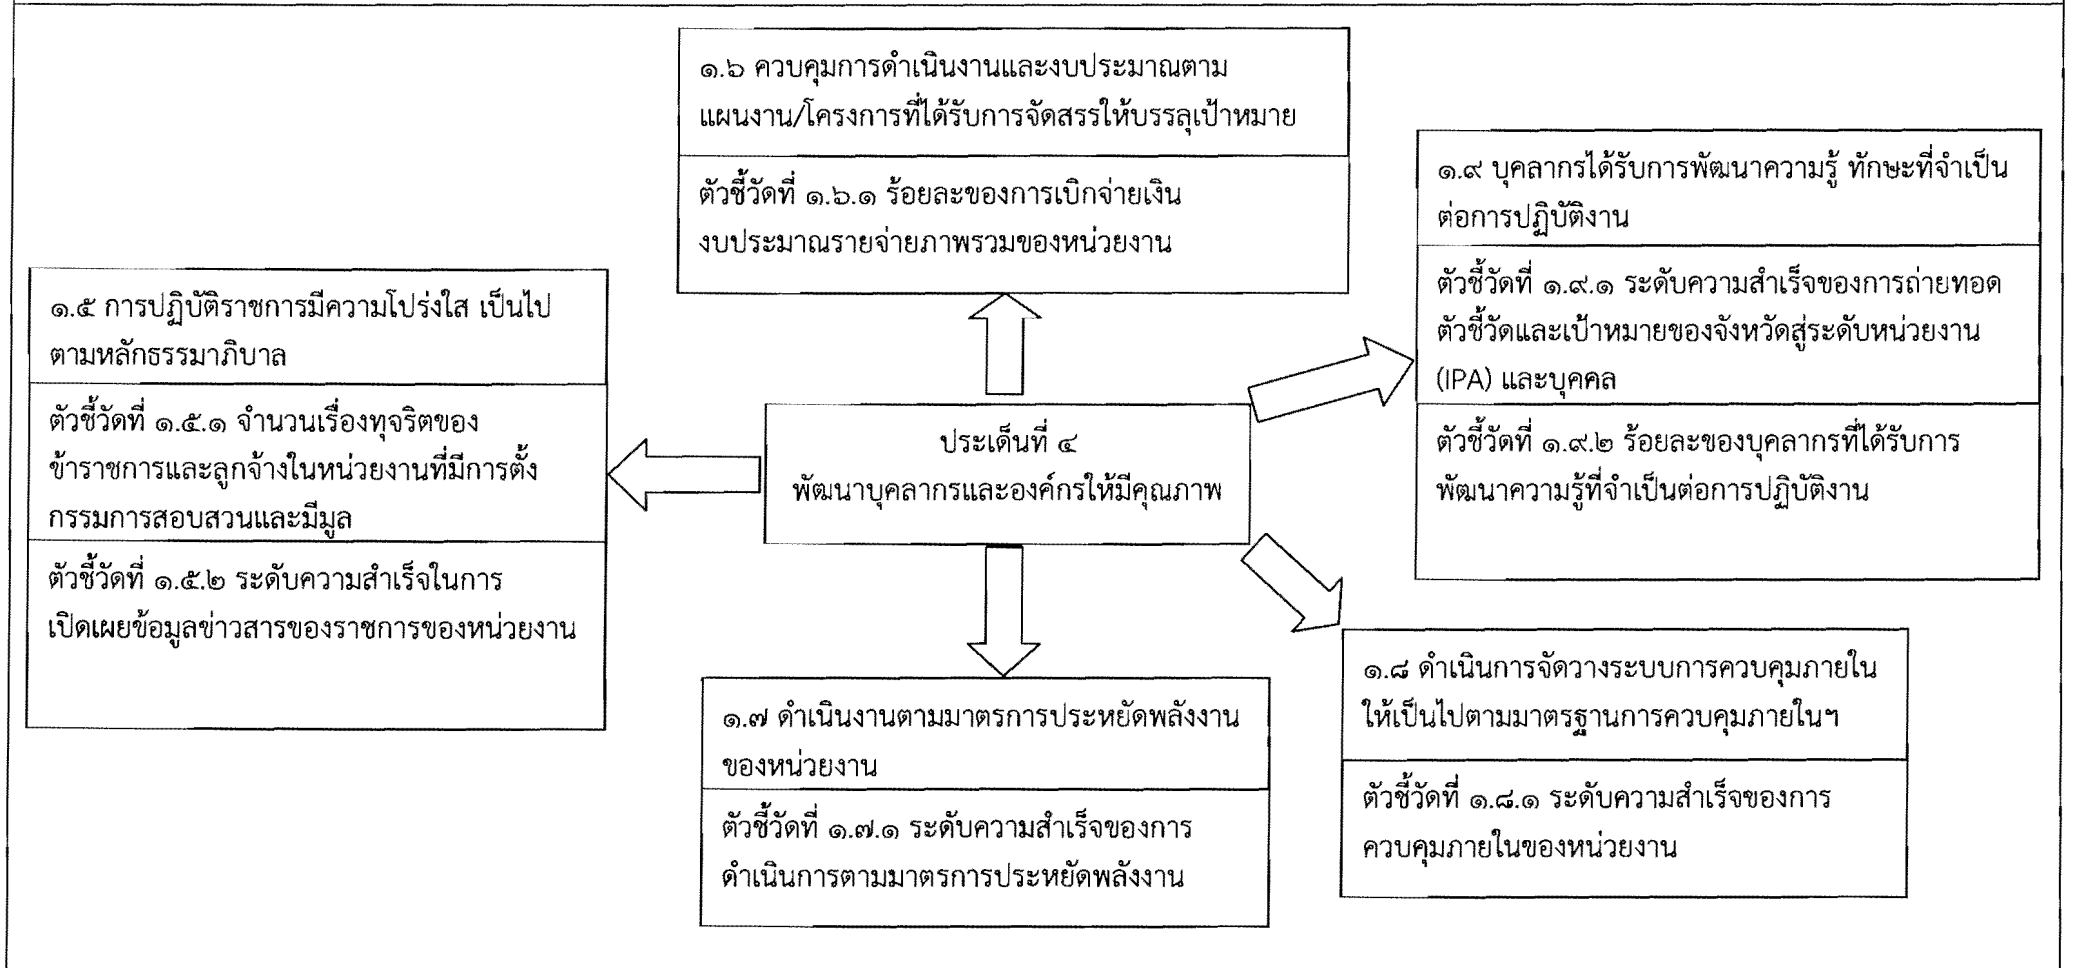 ๑.๖ ควบคุมการดำเนินงานและงบประมาณตาม
แผนงาน/โครงการที่ได้รับการจัดสรรให้บรรลุเป้าหมาย
ตัวชี้วัดที่ ๑.๖.๑ ร้อยละของการเบิกจ่ายเงิน
งบประมาณรายจ่ายภาพรวมของหน่วยงาน
๑.๙ บุคลากรได้รับการพัฒนาความรู้ ทักษะที่จำเป็น
ต่อการปฏิบัติงาน
ตัวชี้วัดที่ ๑.๙.๑ ระดับความสำเร็จของการถ่ายทอด
ตัวชี้วัดและเป้าหมายของจังหวัดสู่ระดับหน่วยงาน
(IPA) และบุคคล
ตัวชี้วัดที่ ๑.๙.๒ ร้อยละของบุคลากรที่ได้รับการ
พัฒนาความรู้ที่จำเป็นต่อการปฏิบัติงาน
๑.๕ การปฏิบัติราชการมีความโปร่งใส เป็นไป
ตามหลักธรรมาภิบาล
ตัวชี้วัดที่ ๑.๕.๑ จำนวนเรื่องทุจริตของ
ข้าราชการและลูกจ้างในหน่วยงานที่มีการตั้ง
กรรมการสอบสวนและมีมูล
ตัวชี้วัดที่ ๑.๕.๒ ระดับความสำเร็จในการ
เปิดเผยข้อมูลข่าวสารของราชการของหน่วยงาน
ประเด็นที่ ๔
พัฒนาบุคลากรและองค์กรให้มีคุณภาพ
๑.๗ ดำเนินงานตามมาตรการประหยัดพลังงาน
ของหน่วยงาน
ตัวชี้วัดที่ ๑.๗.๑ ระดับความสำเร็จของการ
ดำเนินการตามมาตรการประหยัดพลังงาน
๑.๘ ดำเนินการจัดวางระบบการควบคุมภายใน
ให้เป็นไปตามมาตรฐานการควบคุมภายในฯ
ตัวชี้วัดที่ ๑.๘.๑ ระดับความสำเร็จของการ
ควบคุมภายในของหน่วยงาน